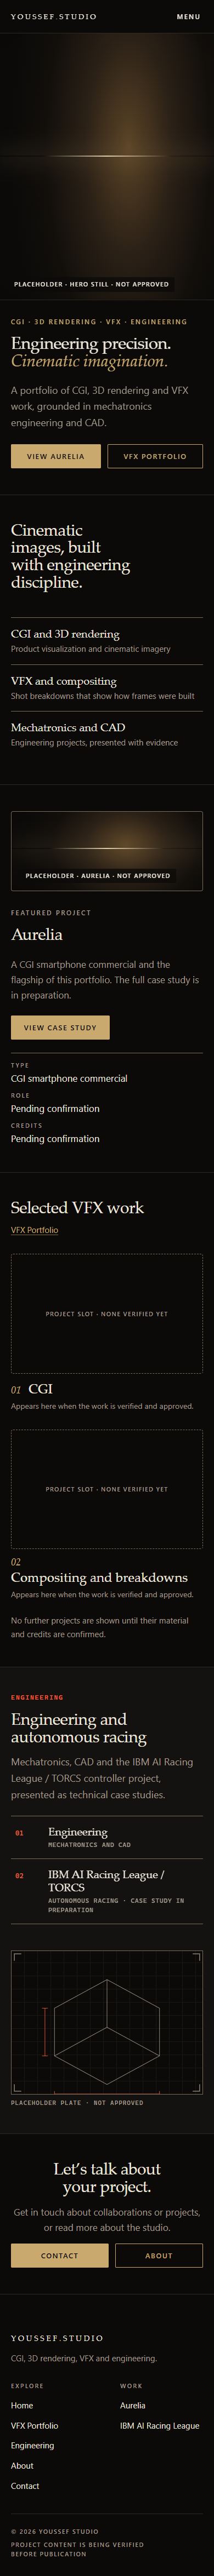 YOUSSEF.STUDIO
MENU
PLACEHOLDER · HERO STILL · NOT APPROVED
CGI · 3D RENDERING · VFX · ENGINEERING
Engineering precision.
Cinematic imagination.
A portfolio of CGI, 3D rendering and VFX
work, grounded in mechatronics
engineering and CAD.
VIEW AURELIA
VFX PORTFOLIO
Cinematic
images, built
with engineering
discipline.
CGI and 3D rendering
Product visualization and cinematic imagery
VFX and compositing
Shot breakdowns that show how frames were built
Mechatronics and CAD
Engineering projects, presented with evidence
PLACEHOLDER · AURELIA · NOT APPROVED
FEATURED PROJECT
Aurelia
A CGI smartphone commercial and the
flagship of this portfolio. The full case study is
in preparation.
VIEW CASE STUDY
TYPE
CGI smartphone commercial
ROLE
Pending confirmation
CREDITS
Pending confirmation
Selected VFX work
VFX Portfolio
PROJECT SLOT · NONE VERIFIED YET
01 CGI
Appears here when the work is verified and approved.
PROJECT SLOT · NONE VERIFIED YET
02
Compositing and breakdowns
Appears here when the work is verified and approved.
No further projects are shown until their material
and credits are confirmed.
ENGINEERING
Engineering and
autonomous racing
Mechatronics, CAD and the IBM AI Racing
League / TORCS controller project,
presented as technical case studies.
01 Engineering
MECHATRONICS AND CAD
02 IBM AI Racing League /
TORCS
AUTONOMOUS RACING · CASE STUDY IN
PREPARATION
PLACEHOLDER PLATE · NOT APPROVED
Let’s talk about
your project.
Get in touch about collaborations or projects,
or read more about the studio.
CONTACT
ABOUT
YOUSSEF.STUDIO
CGI, 3D rendering, VFX and engineering.
EXPLORE
Home
VFX Portfolio
Engineering
About
Contact
WORK
Aurelia
IBM AI Racing League
© 2026 YOUSSEF STUDIO
PROJECT CONTENT IS BEING VERIFIED
BEFORE PUBLICATION